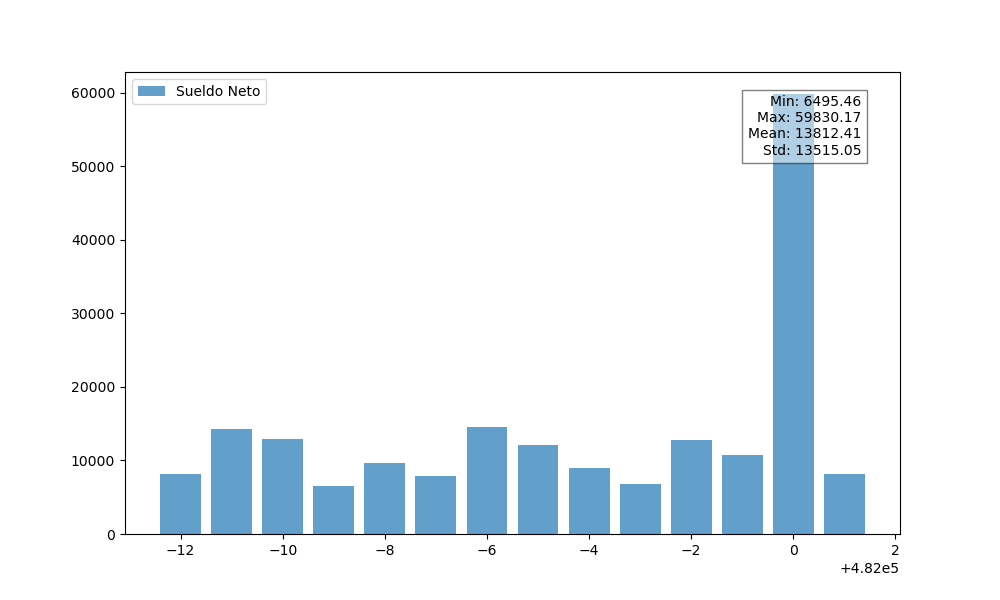 Sueldo Neto
Min: 6495.46
Max: 59830.17
Mean: 13812.41
Std: 13515.05
60000
50000
40000
30000
20000
10000
0
−12 −10 −8 −6 −4 −2 0 2
+4.82e5